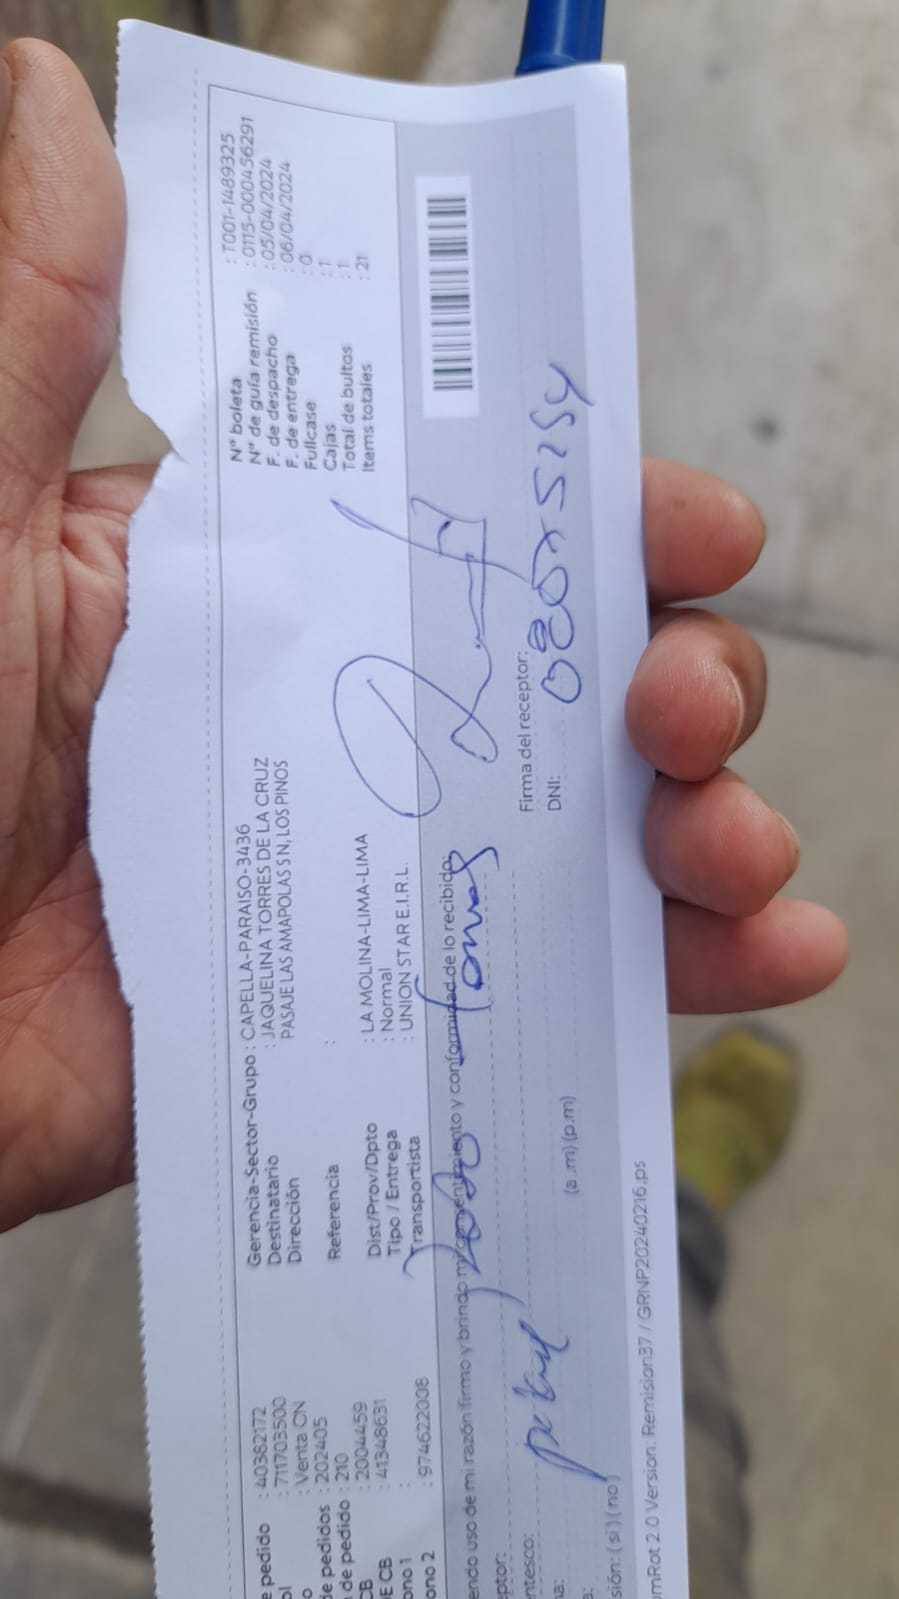 e pedido : 40382172
ol : 711703500
o : Venta CN
e pedidos : 202405
de pedido : 210
CB : 2004459
E CB : 41348631
ono 1 :
ono 2 : 974622008
Gerencia-Sector-Grupo : CAPELLA-PARAISO-3436
Destinatario : JAQUELINA TORRES DE LA CRUZ
Dirección PASAJE LAS AMAPOLAS S N, LOS PINOS
Referencia :
Dist/Prov/Dpto : LA MOLINA-LIMA-LIMA
Tipo / Entrega : Normal
Transportista : UNION STAR E.I.R.L.
N° boleta : T001-1489325
N° de guía remisión : 0115-000456291
F. de despacho : 05/04/2024
F. de entrega : 06/04/2024
Fullcase : 0
Cajas : 1
Total de bultos : 1
Items totales : 21
endo uso de mi razón firmo y brindo mi consentimiento y conformidad de lo recibido:
eptor:
entesco:
ha:
a: (a.m) (p.m)
sión: ( si ) ( no )
Firma del receptor:
DNI:
umRot 2.0 Version: Remision37 / GRNP20240216.ps